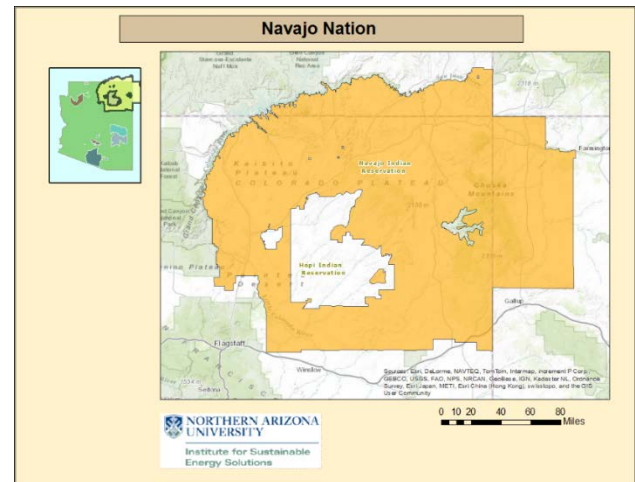 Navajo Nation
Navajo Indian
Reservation
COLORADO PLATEAU
Chuska
Mountains
Farmington
Hopi Indian
Reservation
Desert
Gallup
Flagstaff
Winslow
Sedona
Sources: Esri, DeLorme, NAVTEQ, TomTom, Intermap, increment P Corp.,
GEBCO, USGS, FAO, NPS, NRCAN, GeoBase, IGN, Kadaster NL, Ordnance
Survey, Esri Japan, METI, Esri China (Hong Kong), swisstopo, and the GIS
User Community
0 10 20 40 60 80
Miles
NORTHERN ARIZONA
UNIVERSITY
Institute for Sustainable
Energy Solutions